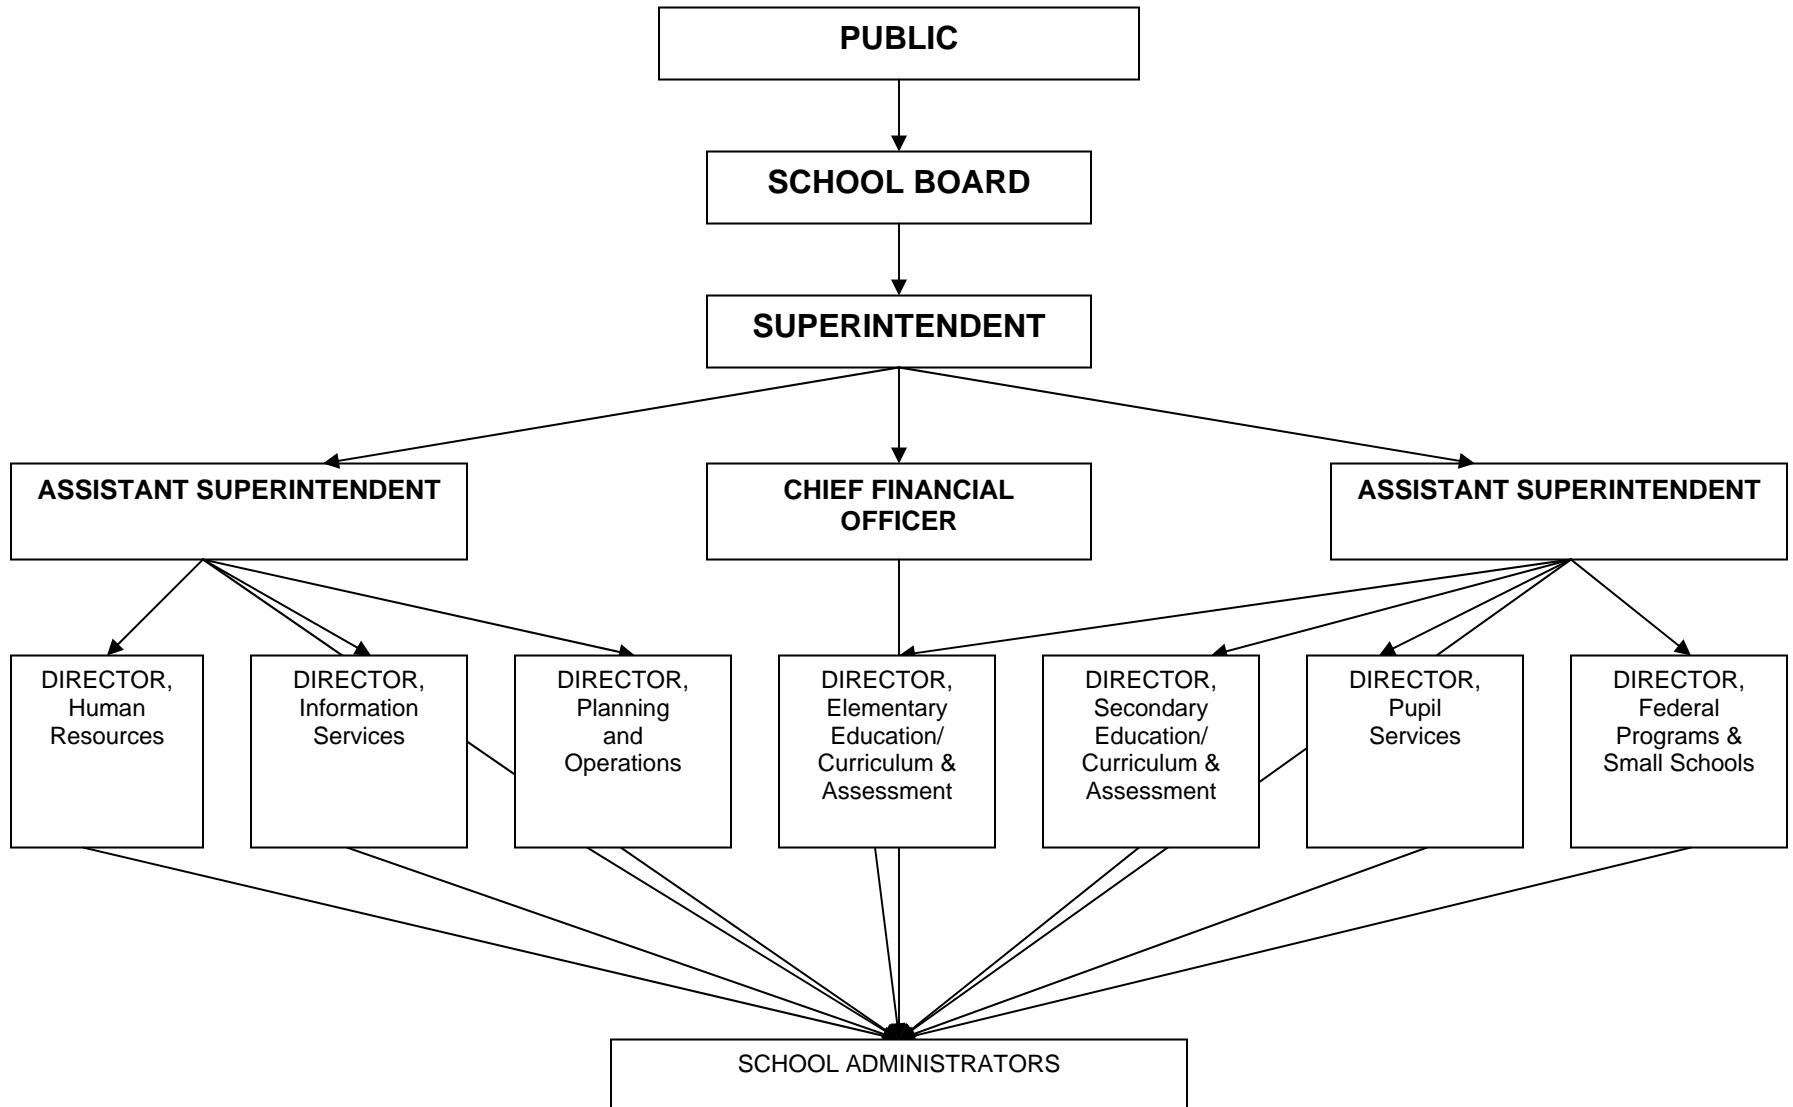 PUBLIC
SCHOOL BOARD
SUPERINTENDENT
ASSISTANT SUPERINTENDENT
CHIEF FINANCIAL
OFFICER
ASSISTANT SUPERINTENDENT
DIRECTOR,
Human
Resources
DIRECTOR,
Information
Services
DIRECTOR,
Planning
and
Operations
DIRECTOR,
Elementary
Education/
Curriculum &
Assessment
DIRECTOR,
Secondary
Education/
Curriculum &
Assessment
DIRECTOR,
Pupil
Services
DIRECTOR,
Federal
Programs &
Small Schools
SCHOOL ADMINISTRATORS